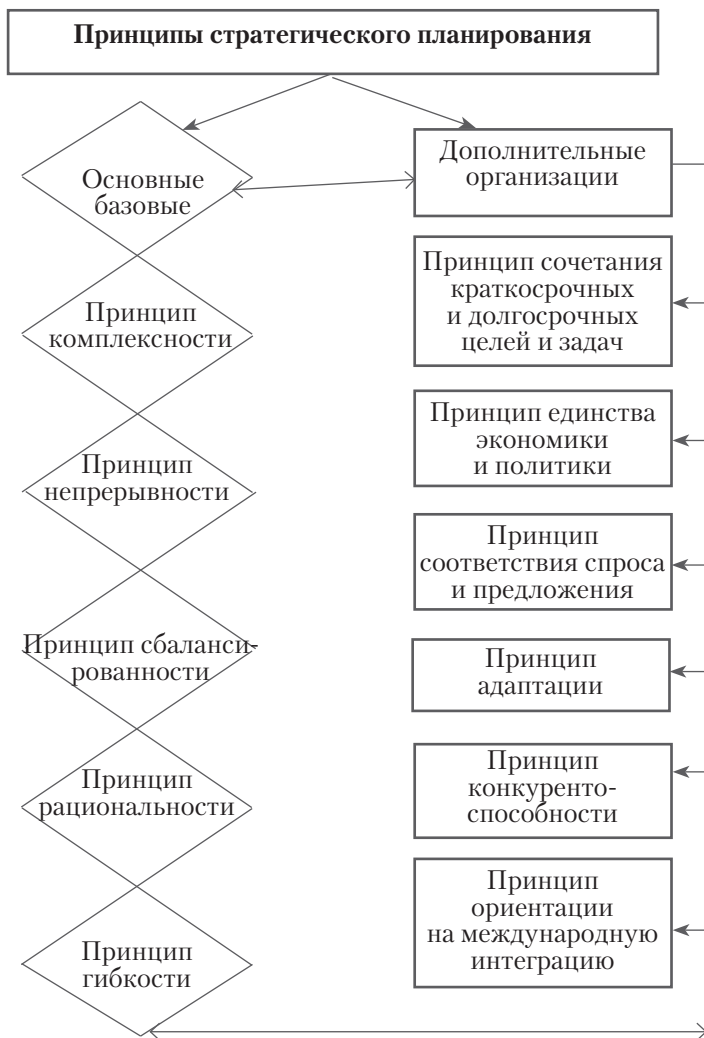 Принципы стратегического планирования
Основные
базовые
Принцип
комплексности
Принцип
непрерывности
Принцип сбаланси-
рованности
Принцип
рациональности
Принцип
гибкости
Дополнительные
организации
Принцип сочетания
краткосрочных
и долгосрочных
целей и задач
Принцип единства
экономики
и политики
Принцип
соответствия спроса
и предложения
Принцип
адаптации
Принцип
конкуренто-
способности
Принцип
ориентации
на международную
интеграцию